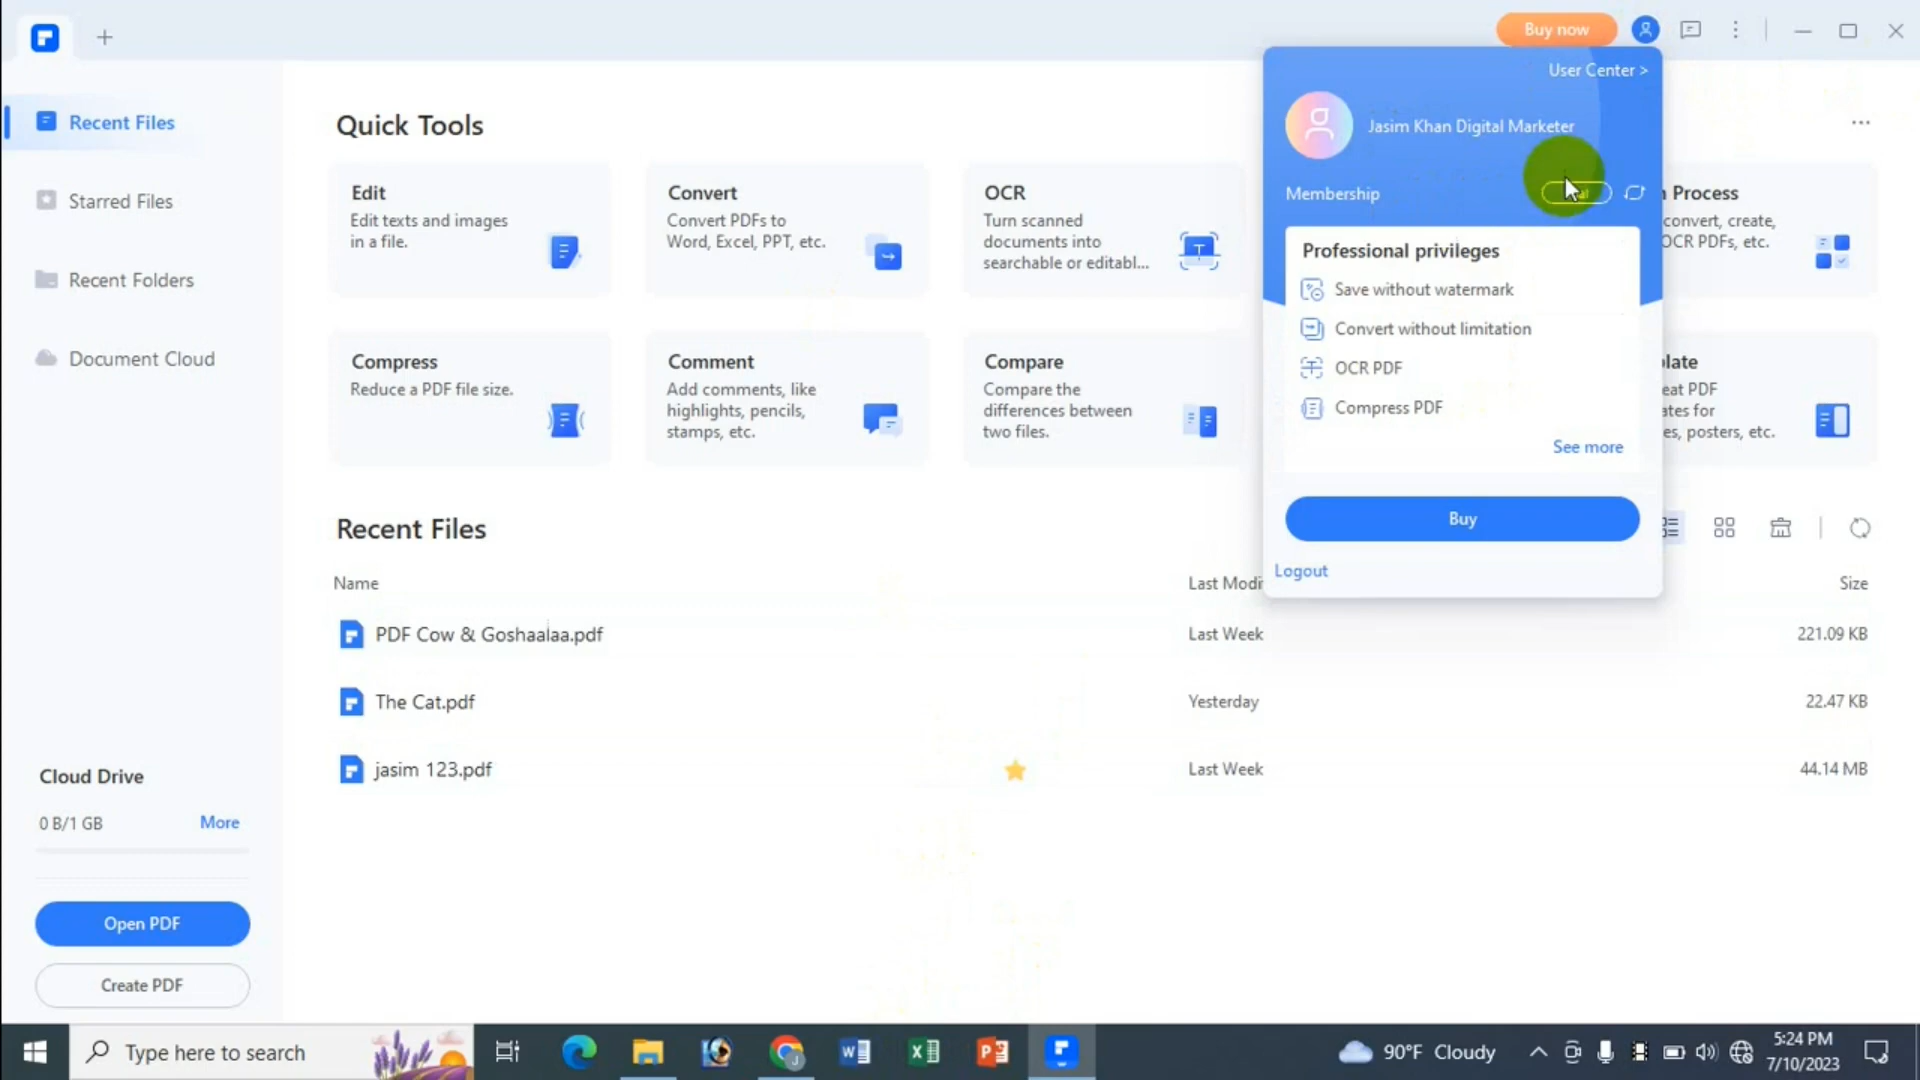 Buy now
Recent Files
Starred Files
Recent Folders
Document Cloud
Cloud Drive
0 B/1 GB
More
Open PDF
Create PDF
Quick Tools
Edit
Edit texts and images
in a file.
Convert
Convert PDFs to
Word, Excel, PPT, etc.
OCR
Turn scanned
documents into
searchable or editabl...
Process
convert, create,
OCR PDFs, etc.
Compress
Reduce a PDF file size.
Comment
Add comments, like
highlights, pencils,
stamps, etc.
Compare
Compare the
differences between
two files.
posters, etc.
User Center >
Jasim Khan Digital Marketer
Membership
Professional privileges
Save without watermark
Convert without limitation
OCR PDF
Compress PDF
See more
Buy
Logout
Recent Files
Name
Last Modi
Size
PDF Cow & Goshaalaa.pdf
Last Week
221.09 KB
The Cat.pdf
Yesterday
22.47 KB
jasim 123.pdf
Last Week
44.14 MB
Type here to search
90°F Cloudy
5:24 PM
7/10/2023